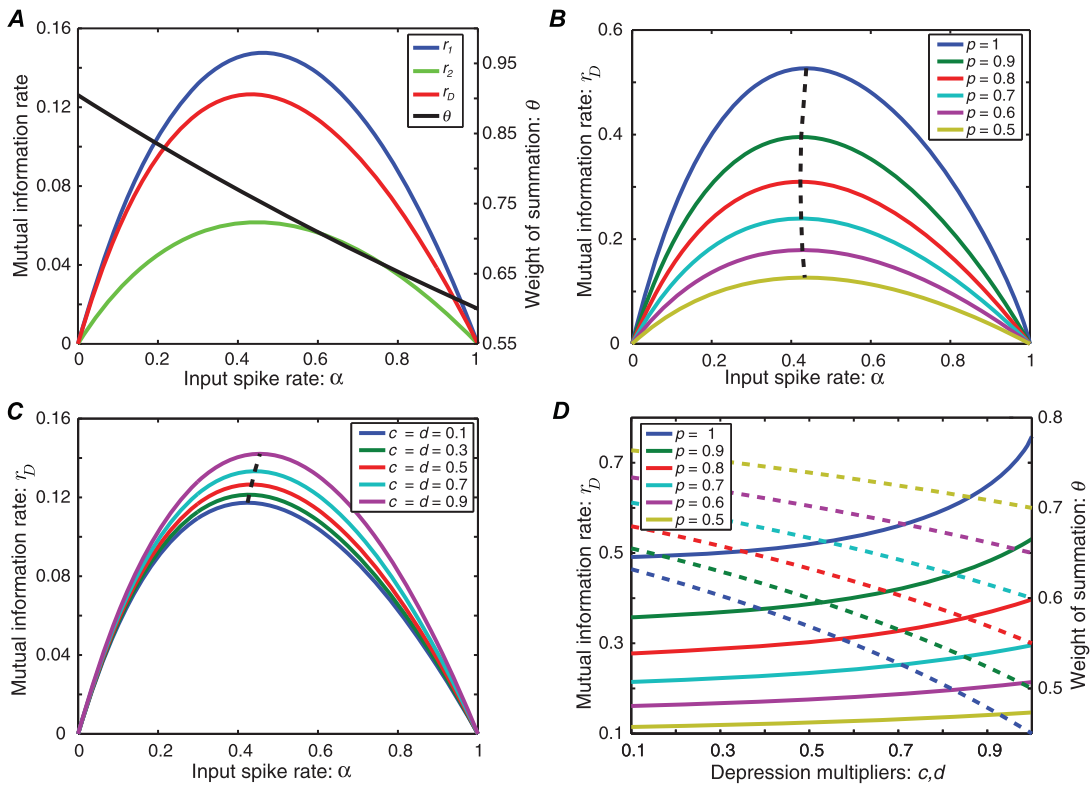 A
Mutual information rate
0.16
0.12
0.08
0.04
0
0 0.2 0.4 0.6 0.8 1
Input spike rate: α
0.95
0.85
0.75
0.65
0.55
Weight of summation: θ
r1
r2
rD
θ
B
Mutual information rate: rD
0.6
0.4
0.2
0
0 0.2 0.4 0.6 0.8 1
Input spike rate: α
p = 1
p = 0.9
p = 0.8
p = 0.7
p = 0.6
p = 0.5
C
Mutual information rate: rD
0.16
0.12
0.08
0.04
0
0 0.2 0.4 0.6 0.8 1
Input spike rate: α
c = d = 0.1
c = d = 0.3
c = d = 0.5
c = d = 0.7
c = d = 0.9
D
Mutual information rate: rD
0.7
0.5
0.3
0.1
0.1 0.3 0.5 0.7 0.9
Depression multipliers: c,d
0.8
0.7
0.6
0.5
Weight of summation: θ
p = 1
p = 0.9
p = 0.8
p = 0.7
p = 0.6
p = 0.5